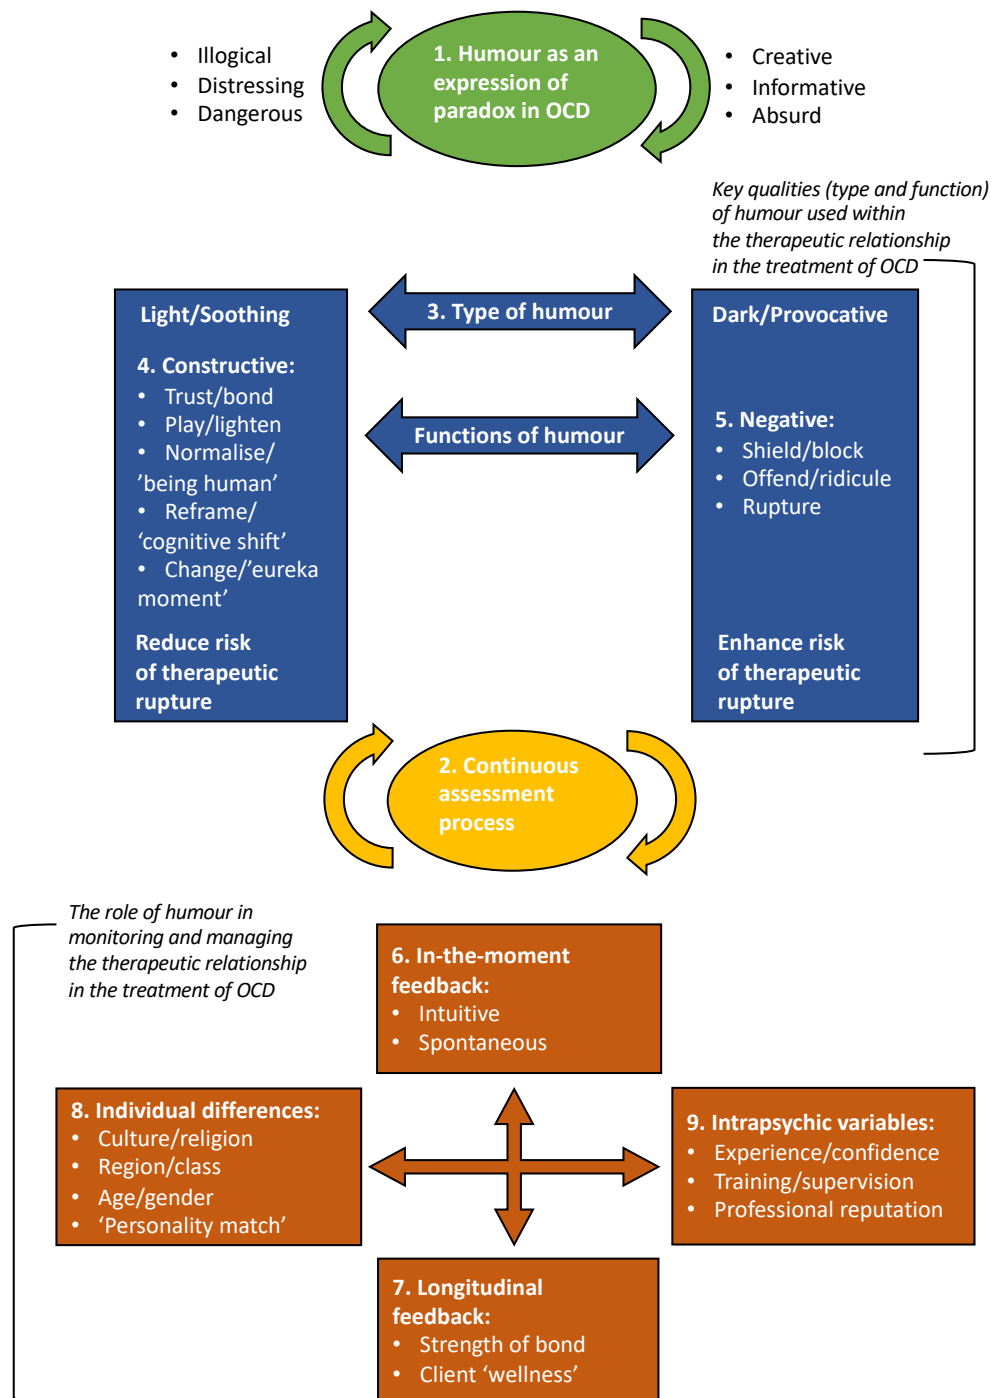 • Illogical
• Distressing
• Dangerous
1. Humour as an
expression of
paradox in OCD
• Creative
• Informative
• Absurd
Key qualities (type and function)
of humour used within
the therapeutic relationship
in the treatment of OCD
Light/Soothing
3. Type of humour
Dark/Provocative
4. Constructive:
• Trust/bond
• Play/lighten
• Normalise/
’being human’
• Reframe/
‘cognitive shift’
• Change/’eureka
moment’
Reduce risk
of therapeutic
rupture
Functions of humour
5. Negative:
• Shield/block
• Offend/ridicule
• Rupture
Enhance risk
of therapeutic
rupture
2. Continuous
assessment
process
The role of humour in
monitoring and managing
the therapeutic relationship
in the treatment of OCD
6. In-the-moment
feedback:
• Intuitive
• Spontaneous
8. Individual differences:
• Culture/religion
• Region/class
• Age/gender
• ‘Personality match’
9. Intrapsychic variables:
• Experience/confidence
• Training/supervision
• Professional reputation
7. Longitudinal
feedback:
• Strength of bond
• Client ‘wellness’